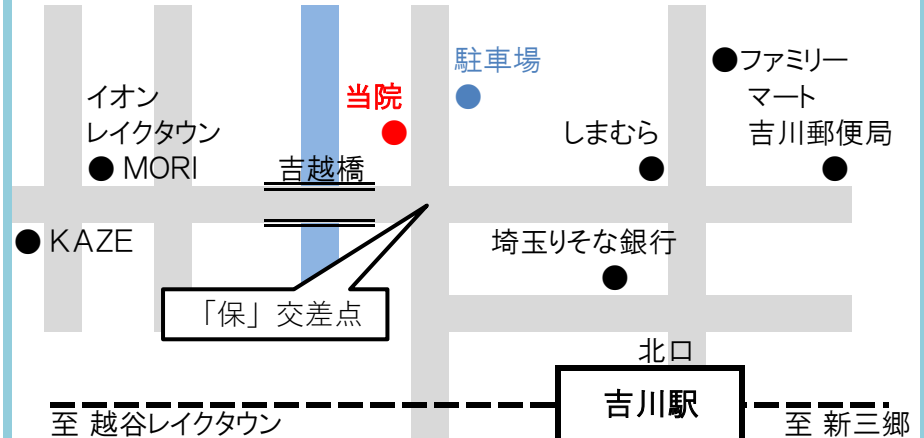 駐車場
●ファミリー
マート
吉川郵便局
当院
イオン
レイクタウン
● MORI
しまむら
吉越橋
● KAZE
埼玉りそな銀行
「保」交差点
北口
吉川駅
至 越谷レイクタウン
至 新三郷